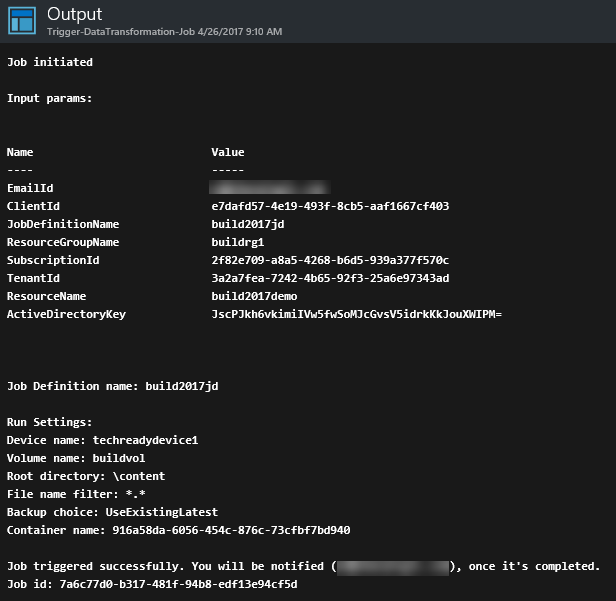 Output
Trigger-DataTransformation-Job 4/26/2017 9:10 AM
Job initiated
Input params:
Name Value
---- -----
EmailId
ClientId e7dafd57-4e19-493f-8cb5-aaf1667cf403
JobDefinitionName build2017jd
ResourceGroupName buildrg1
SubscriptionId 2f82e709-a8a5-4268-b6d5-939a377f570c
TenantId 3a2a7fea-7242-4b65-92f3-25a6e97343ad
ResourceName build2017demo
ActiveDirectoryKey JscPJkh6vkimiIVw5fwSoMJcGvsV5idrkKkJouXWIPM=
Job Definition name: build2017jd
Run Settings:
Device name: techreadydevice1
Volume name: buildvol
Root directory: \content
File name filter: *.*
Backup choice: UseExistingLatest
Container name: 916a58da-6056-454c-876c-73cfbf7bd940
Job triggered successfully. You will be notified (), once it's completed.
Job id: 7a6c77d0-b317-481f-94b8-edf13e94cf5d